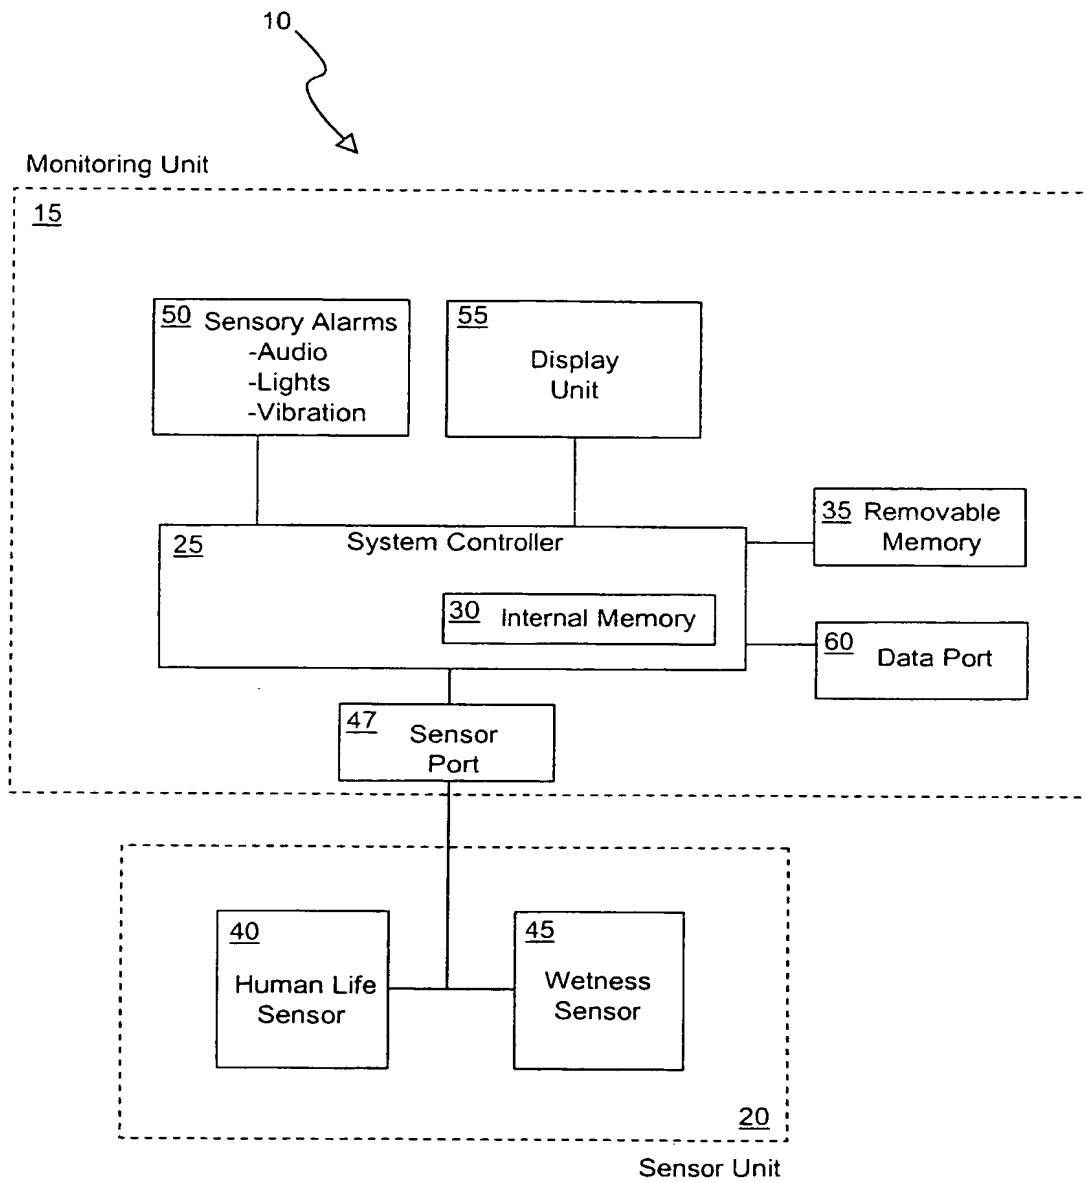 10
Monitoring Unit
15
50 Sensory Alarms
-Audio
-Lights
-Vibration
55
Display
Unit
25 System Controller
30 Internal Memory
35 Removable
Memory
60 Data Port
47 Sensor
Port
40
Human Life
Sensor
45
Wetness
Sensor
20
Sensor Unit